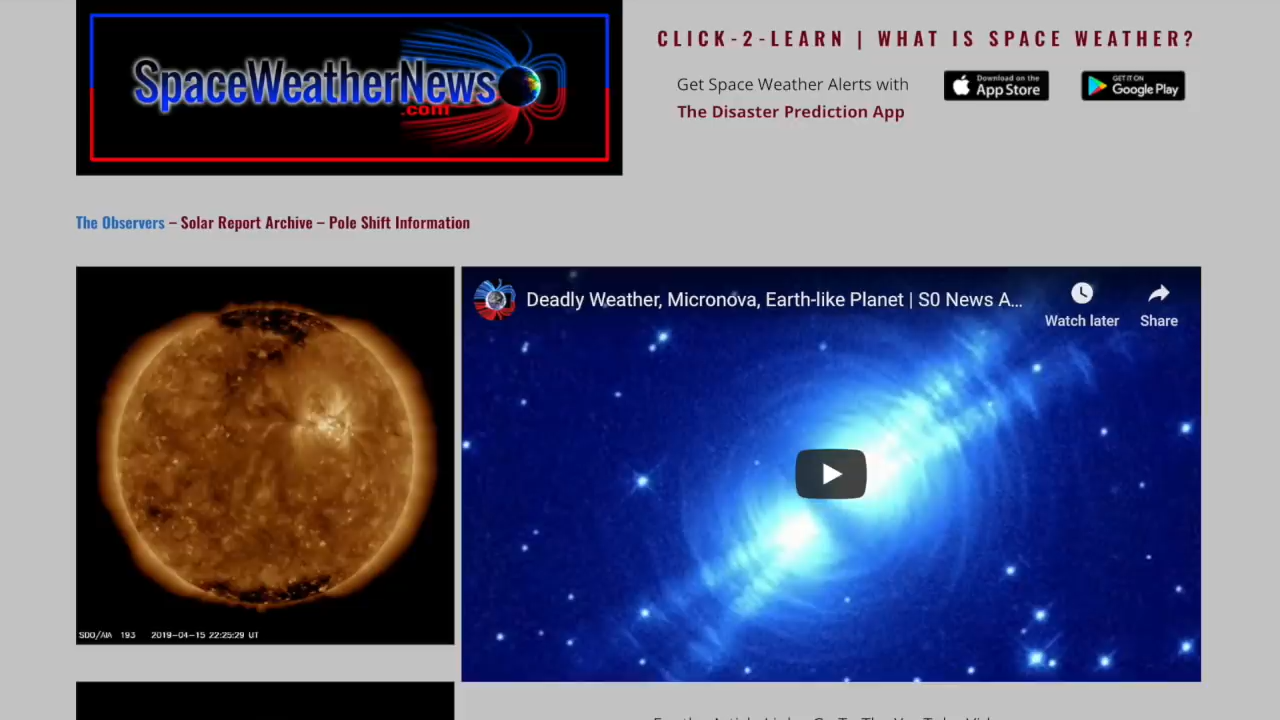 SpaceWeatherNews
.com
CLICK-2-LEARN | WHAT IS SPACE WEATHER?
Get Space Weather Alerts with
The Disaster Prediction App
Download on the
App Store
GET IT ON
Google Play
The Observers – Solar Report Archive – Pole Shift Information
Deadly Weather, Micronova, Earth-like Planet | S0 News A...
Watch later
Share
SDO/AIA 193 2019-04-15 22:25:29 UT